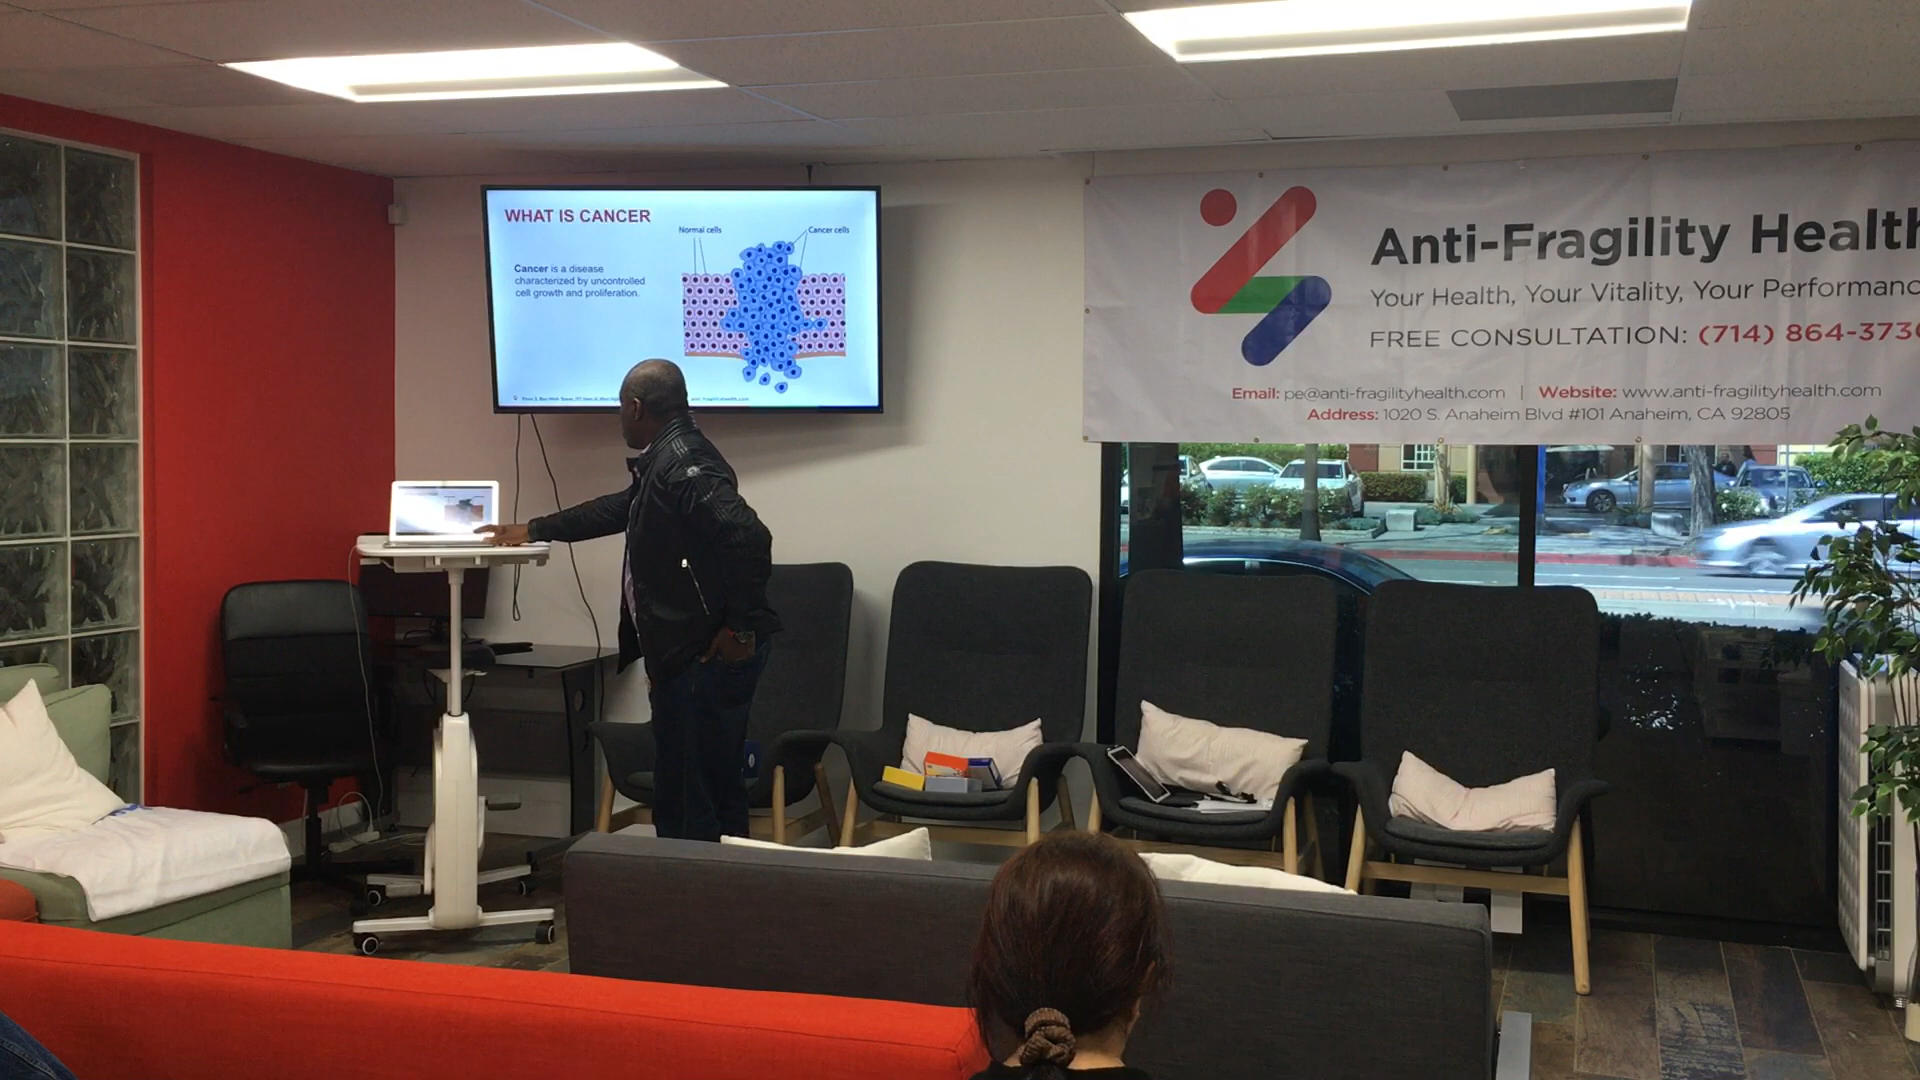 WHAT IS CANCER
Normal cells
Cancer cells
Cancer is a disease
characterized by uncontrolled
cell growth and proliferation.
Anti-Fragility Health
Your Health, Your Vitality, Your Performanc
FREE CONSULTATION: (714) 864-373
Email: pe@anti-fragilityhealth.com | Website: www.anti-fragilityhealth.com
Address: 1020 S. Anaheim Blvd #101 Anaheim, CA 92805